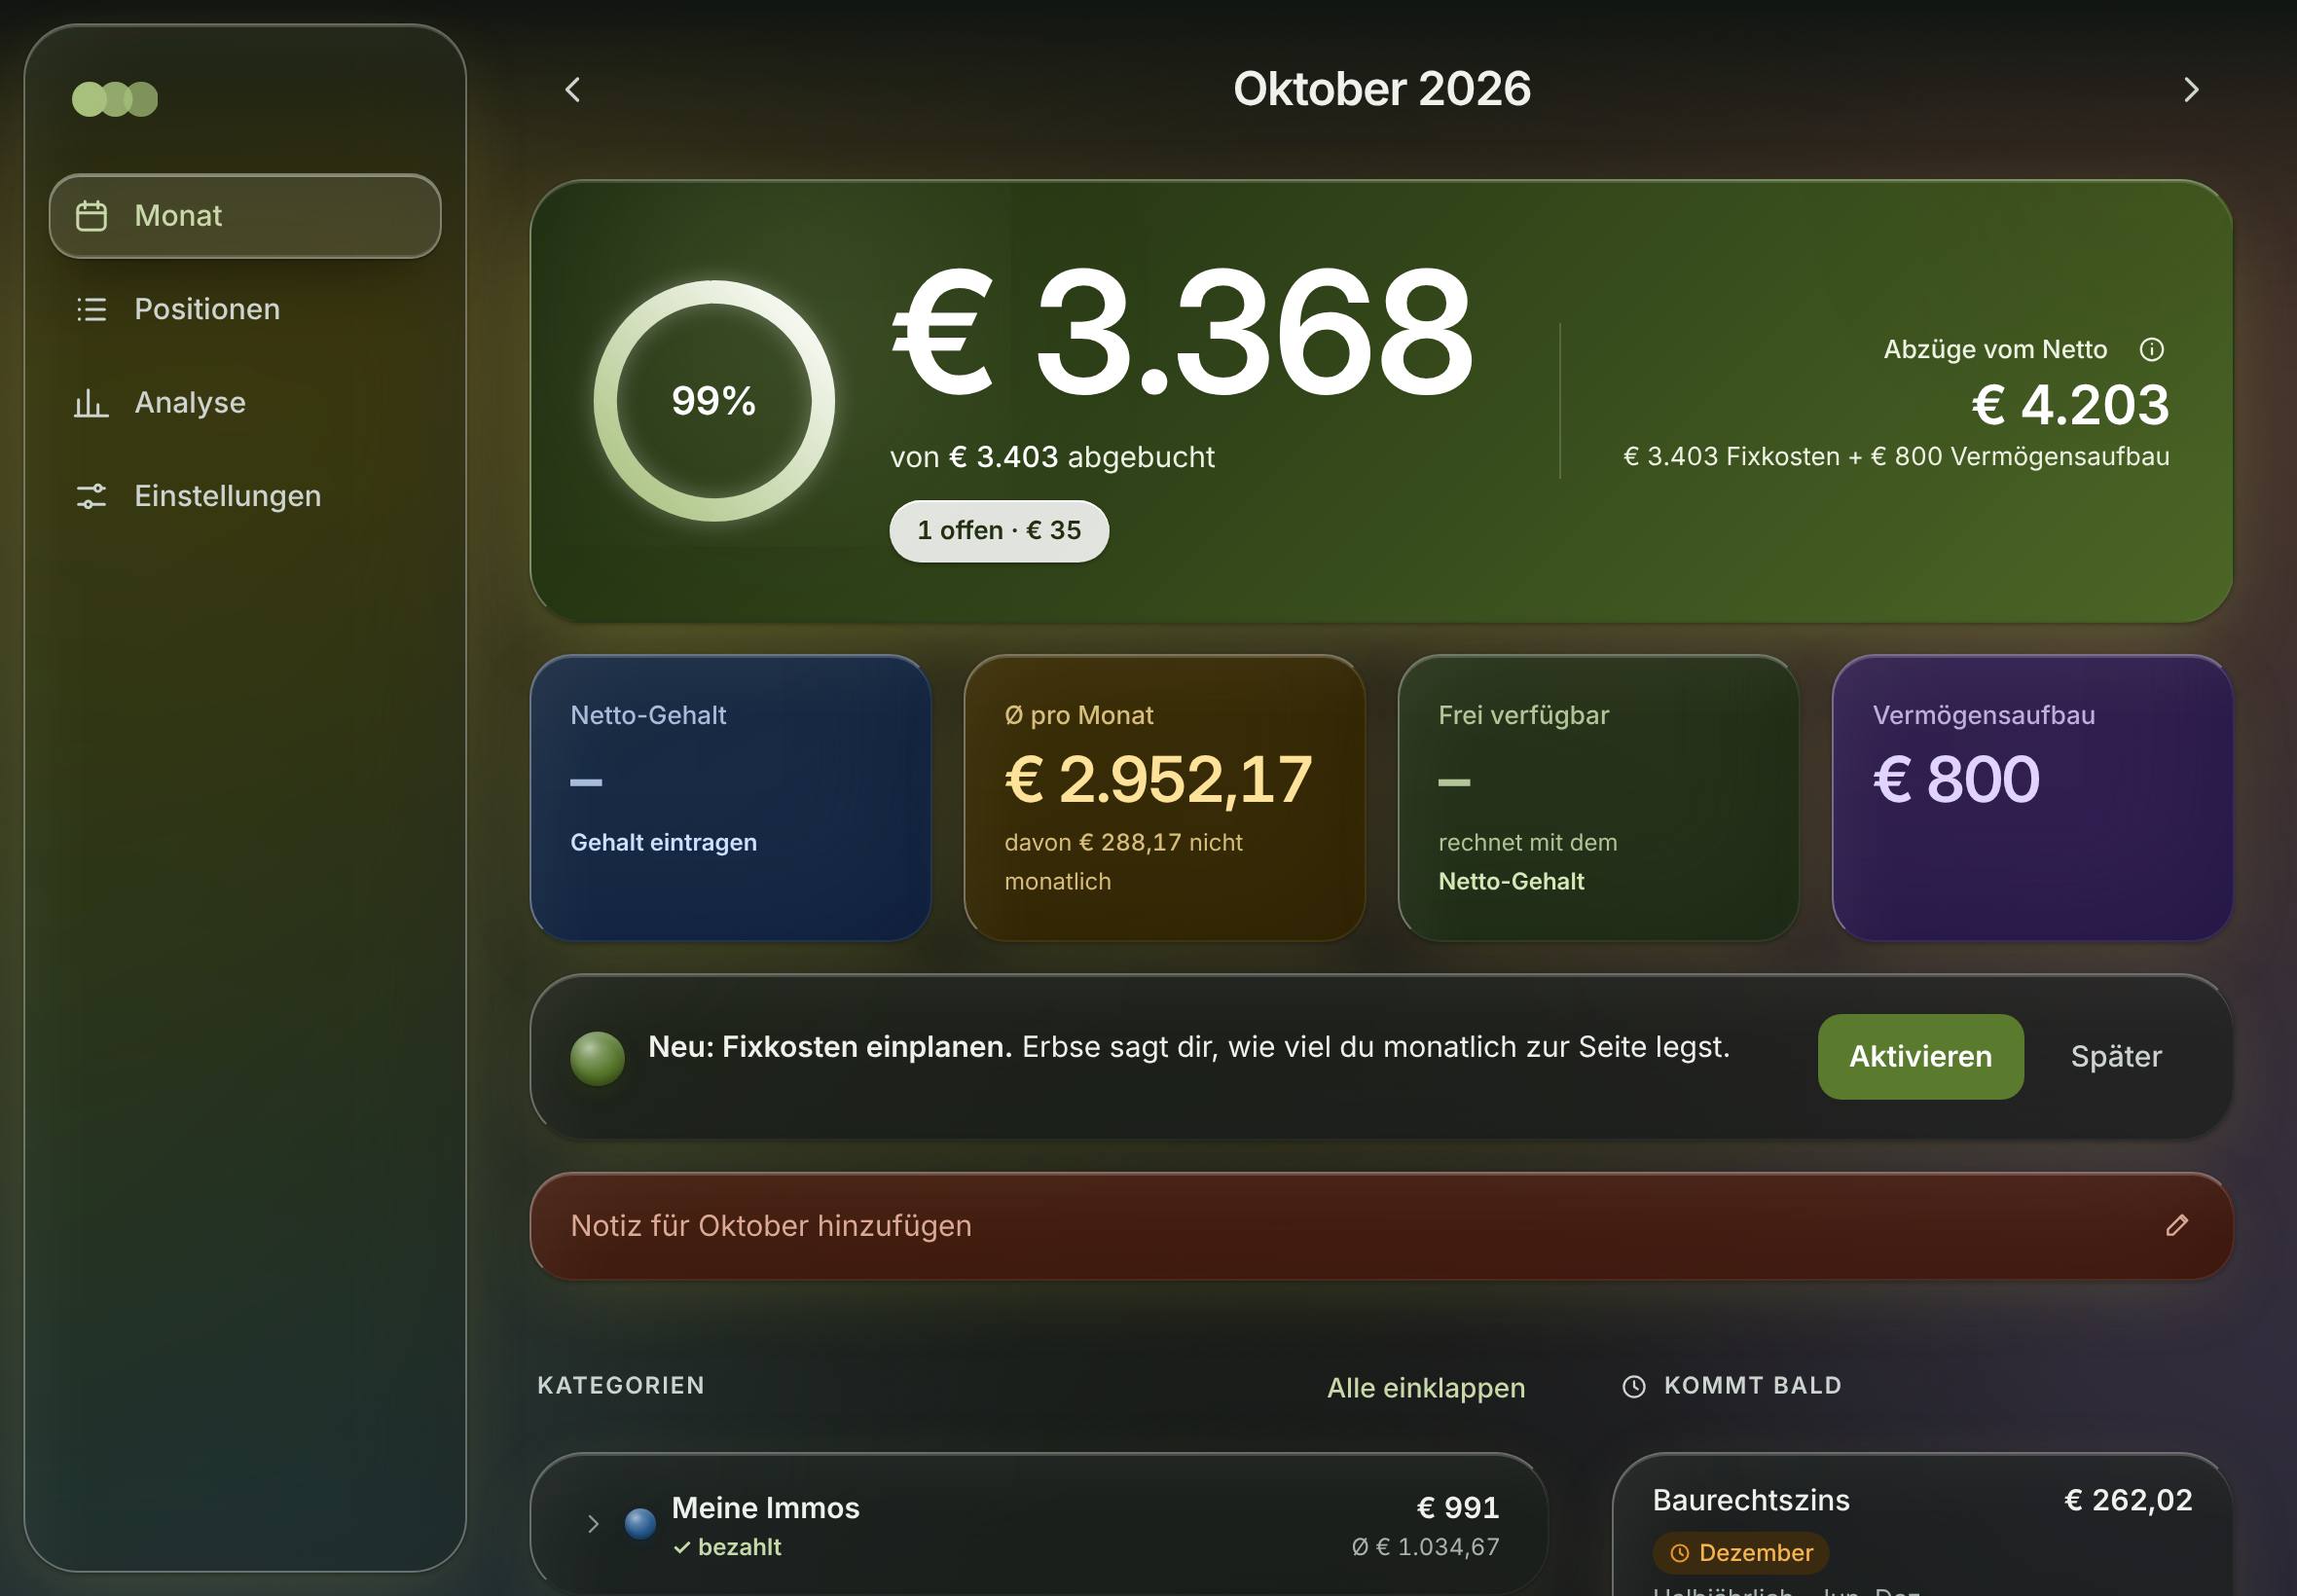 Oktober 2026
Monat
Positionen
Analyse
Einstellungen
99%
€ 3.368
von € 3.403 abgebucht
1 offen · € 35
Abzüge vom Netto
€ 4.203
€ 3.403 Fixkosten + € 800 Vermögensaufbau
Netto-Gehalt
–
Gehalt eintragen
Ø pro Monat
€ 2.952,17
davon € 288,17 nicht
monatlich
Frei verfügbar
–
rechnet mit dem
Netto-Gehalt
Vermögensaufbau
€ 800
Neu: Fixkosten einplanen. Erbse sagt dir, wie viel du monatlich zur Seite legst.
Aktivieren
Später
Notiz für Oktober hinzufügen
KATEGORIEN
Alle einklappen
Meine Immos
€ 991
✓ bezahlt
Ø € 1.034,67
KOMMT BALD
Baurechtszins
€ 262,02
Dezember